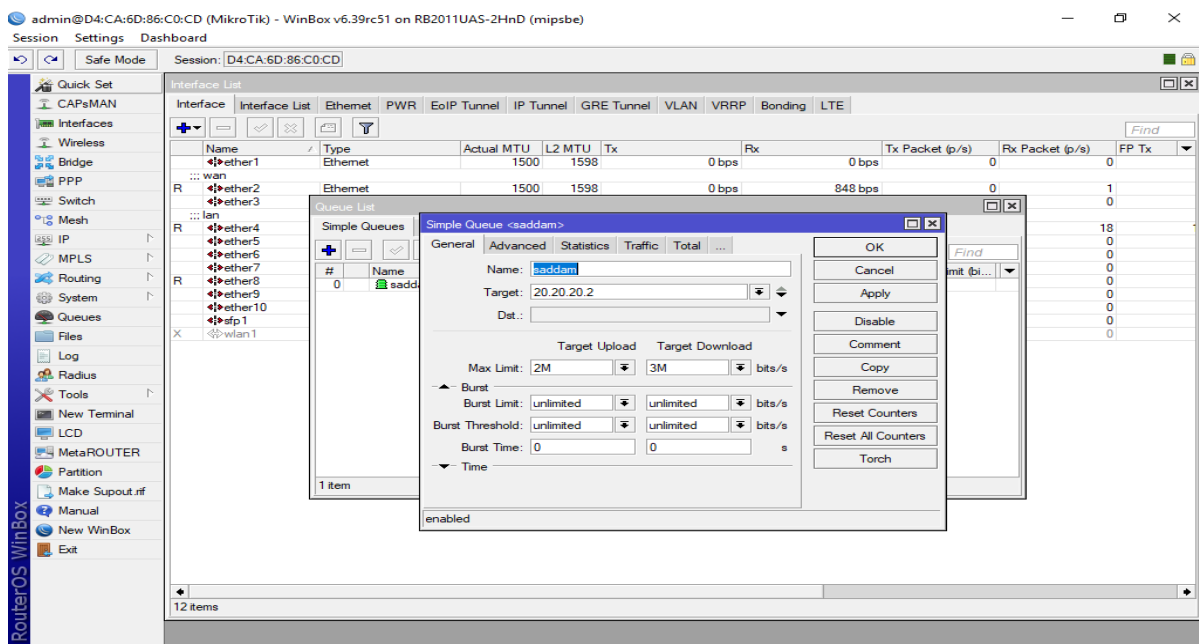 admin@D4:CA:6D:86:C0:CD (MikroTik) - WinBox v6.39rc51 on RB2011UAS-2HnD (mipsbe)
Session Settings Dashboard
Safe Mode Session: D4:CA:6D:86:C0:CD
Quick Set
CAPsMAN
Interfaces
Wireless
Bridge
PPP
Switch
Mesh
IP
MPLS
Routing
System
Queues
Files
Log
Radius
Tools
New Terminal
LCD
MetaROUTER
Partition
Make Supout.rif
Manual
New WinBox
Exit
RouterOS WinBox
Interface List
Interface Interface List Ethernet PWR EoIP Tunnel IP Tunnel GRE Tunnel VLAN VRRP Bonding LTE
Find
Name Type Actual MTU L2 MTU Tx Rx Tx Packet (p/s) Rx Packet (p/s) FP Tx
ether1 Ethernet 1500 1598 0 bps 0 bps 0 0
::: wan
R ether2 Ethernet 1500 1598 0 bps 848 bps 0 1
ether3 0
::: lan
R ether4 18
ether5 0
ether6 0
ether7 0
R ether8 0
ether9 0
ether10 0
sfp1 0
X wlan1 0
12 items
Queue List
Simple Queues
Find
# Name imit (bi...
0 sadd
1 item
Simple Queue <saddam>
General Advanced Statistics Traffic Total ...
Name: saddam
Target: 20.20.20.2
Dst.:
Target Upload Target Download
Max Limit: 2M 3M bits/s
Burst
Burst Limit: unlimited unlimited bits/s
Burst Threshold: unlimited unlimited bits/s
Burst Time: 0 0 s
Time
enabled
OK
Cancel
Apply
Disable
Comment
Copy
Remove
Reset Counters
Reset All Counters
Torch